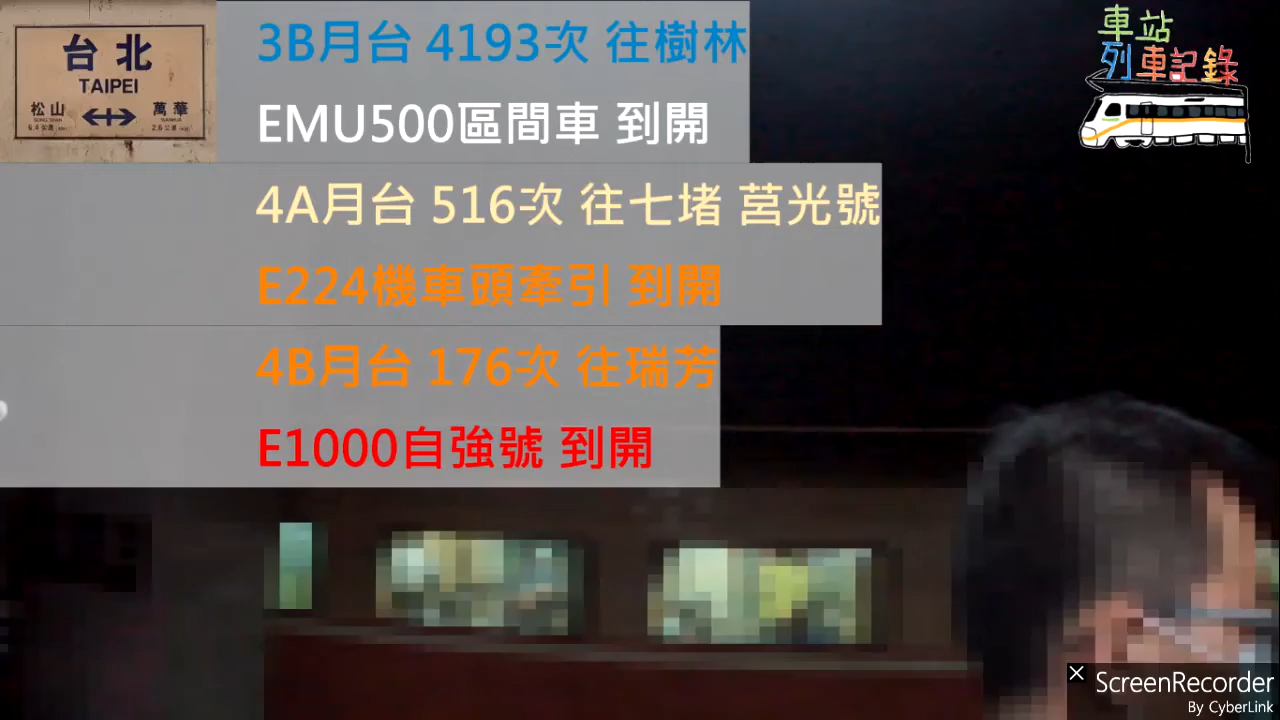 台北
TAIPEI
松山
萬華
3B月台 4193次 往樹林
EMU500區間車 到開
4A月台 516次 往七堵 莒光號
E224機車頭牽引 到開
4B月台 176次 往瑞芳
E1000自強號 到開
車站
列車記錄
ScreenRecorder
By CyberLink